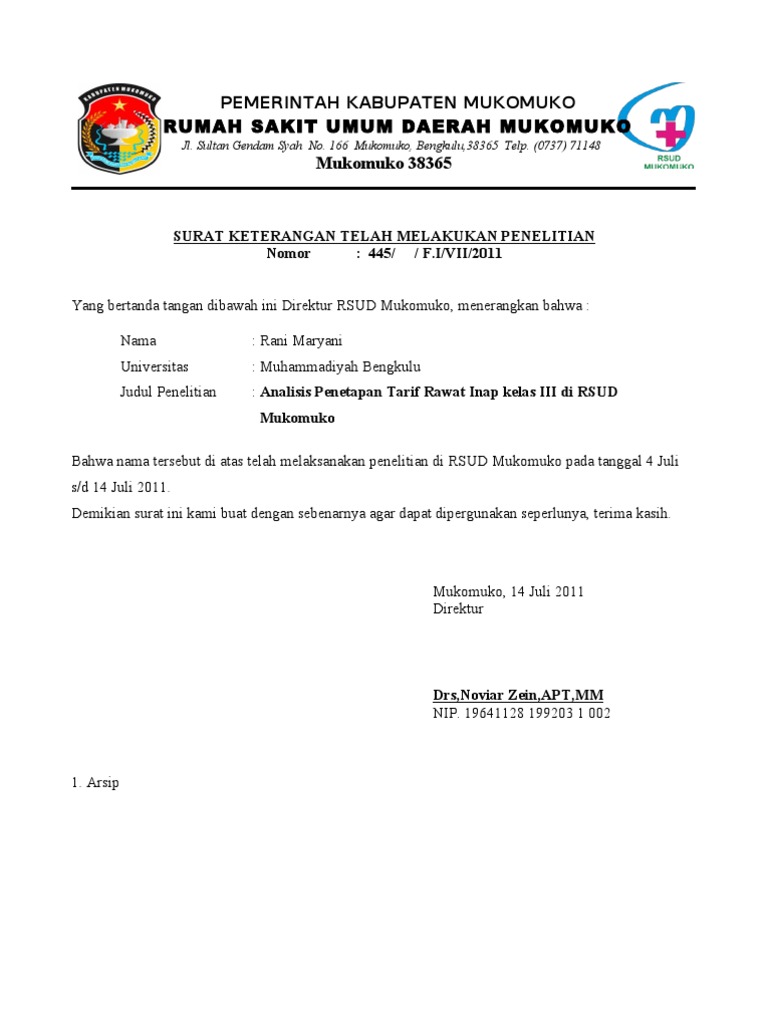 KABUPATEN MUKOMUKO
PEMERINTAH KABUPATEN MUKOMUKO
RUMAH SAKIT UMUM DAERAH MUKOMUKO
Jl. Sultan Gendam Syah No. 166 Mukomuko, Bengkulu,38365 Telp. (0737) 71148
Mukomuko 38365
RSUD
MUKOMUKO
SURAT KETERANGAN TELAH MELAKUKAN PENELITIAN
Nomor : 445/ / F.I/VII/2011
Yang bertanda tangan dibawah ini Direktur RSUD Mukomuko, menerangkan bahwa :
Nama : Rani Maryani
Universitas : Muhammadiyah Bengkulu
Judul Penelitian : Analisis Penetapan Tarif Rawat Inap kelas III di RSUD
Mukomuko
Bahwa nama tersebut di atas telah melaksanakan penelitian di RSUD Mukomuko pada tanggal 4 Juli
s/d 14 Juli 2011.
Demikian surat ini kami buat dengan sebenarnya agar dapat dipergunakan seperlunya, terima kasih.
Mukomuko, 14 Juli 2011
Direktur
Drs,Noviar Zein,APT,MM
NIP. 19641128 199203 1 002
1. Arsip